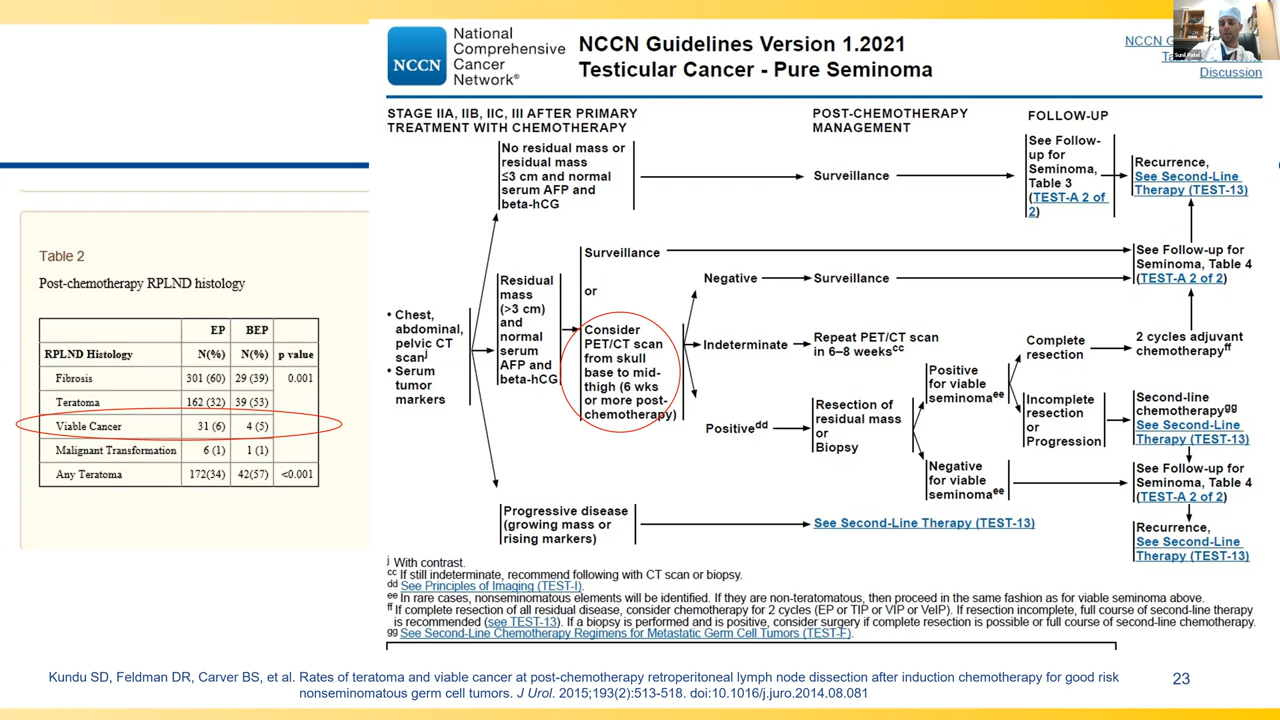 National
Comprehensive
Cancer
Network®
NCCN
NCCN Guidelines Version 1.2021
Testicular Cancer - Pure Seminoma
NCCN G
Ta
Discussion
Sunil Patel
STAGE IIA, IIB, IIC, III AFTER PRIMARY
TREATMENT WITH CHEMOTHERAPY
POST-CHEMOTHERAPY
MANAGEMENT
FOLLOW-UP
• Chest,
abdominal,
pelvic CT
scanj
• Serum
tumor
markers
No residual mass or
residual mass
≤3 cm and normal
serum AFP and
beta-hCG
Surveillance
See Follow-
up for
Seminoma,
Table 3
(TEST-A 2 of
2)
Recurrence,
See Second-Line
Therapy (TEST-13)
Residual
mass
(>3 cm)
and
normal
serum
AFP and
beta-hCG
Surveillance
or
Consider
PET/CT scan
from skull
base to mid-
thigh (6 wks
or more post-
chemotherapy)
See Follow-up for
Seminoma, Table 4
(TEST-A 2 of 2)
Negative
Surveillance
Indeterminate
Repeat PET/CT scan
in 6–8 weekscc
Positivedd
Resection of
residual mass
or
Biopsy
Positive
for viable
seminomaee
Complete
resection
2 cycles adjuvant
chemotherapyff
Incomplete
resection
or
Progression
Second-line
chemotherapygg
See Second-Line
Therapy (TEST-13)
Negative
for viable
seminomaee
See Follow-up for
Seminoma, Table 4
(TEST-A 2 of 2)
Recurrence,
See Second-Line
Therapy (TEST-13)
Progressive disease
(growing mass or
rising markers)
See Second-Line Therapy (TEST-13)
j With contrast.
cc If still indeterminate, recommend following with CT scan or biopsy.
dd See Principles of Imaging (TEST-I).
ee In rare cases, nonseminomatous elements will be identified. If they are non-teratomatous, then proceed in the same fashion as for viable seminoma above.
ff If complete resection of all residual disease, consider chemotherapy for 2 cycles (EP or TIP or VIP or VeIP). If resection incomplete, full course of second-line therapy
is recommended (see TEST-13). If a biopsy is performed and is positive, consider surgery if complete resection is possible or full course of second-line chemotherapy.
gg See Second-Line Chemotherapy Regimens for Metastatic Germ Cell Tumors (TEST-F).
Table 2
Post-chemotherapy RPLND histology
EP BEP
RPLND Histology N(%) N(%) p value
Fibrosis 301 (60) 29 (39) 0.001
Teratoma 162 (32) 39 (53)
Viable Cancer 31 (6) 4 (5)
Malignant Transformation 6 (1) 1 (1)
Any Teratoma 172(34) 42(57) <0.001
Kundu SD, Feldman DR, Carver BS, et al. Rates of teratoma and viable cancer at post-chemotherapy retroperitoneal lymph node dissection after induction chemotherapy for good risk
nonseminomatous germ cell tumors. J Urol. 2015;193(2):513-518. doi:10.1016/j.juro.2014.08.081
23